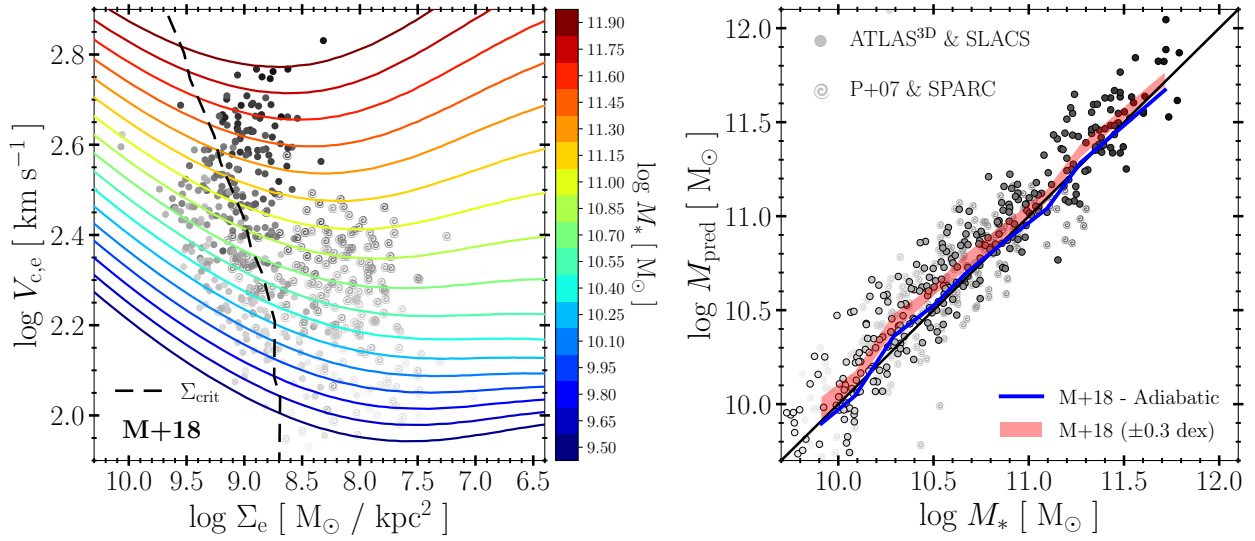 2.8
2.6
2.4
2.2
2.0
log V_{c,e} [ km s^{−1} ]
Σ_{crit}
M+18
10.0 9.5 9.0 8.5 8.0 7.5 7.0 6.5
log Σ_e [ M_⊙ / kpc^2 ]
11.90
11.75
11.60
11.45
11.30
11.15
11.00
10.85
10.70
10.55
10.40
10.25
10.10
9.95
9.80
9.65
9.50
log M_* [ M_⊙ ]
12.0
11.5
11.0
10.5
10.0
log M_{pred} [ M_⊙ ]
ATLAS^{3D} & SLACS
P+07 & SPARC
M+18 - Adiabatic
M+18 (±0.3 dex)
10.0 10.5 11.0 11.5 12.0
log M_* [ M_⊙ ]